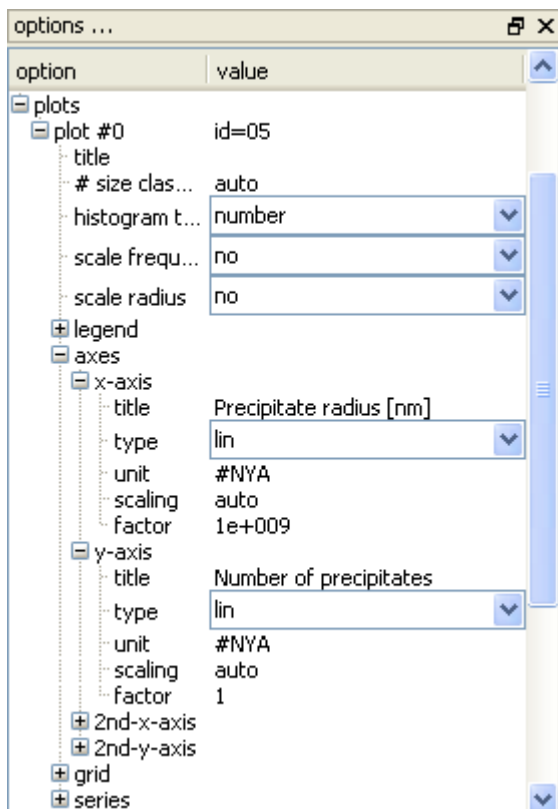 options ...
option value
plots
plot #0 id=05
title
# size clas... auto
histogram t... number
scale frequ... no
scale radius no
legend
axes
x-axis
title Precipitate radius [nm]
type lin
unit #NYA
scaling auto
factor 1e+009
y-axis
title Number of precipitates
type lin
unit #NYA
scaling auto
factor 1
2nd-x-axis
2nd-y-axis
grid
series